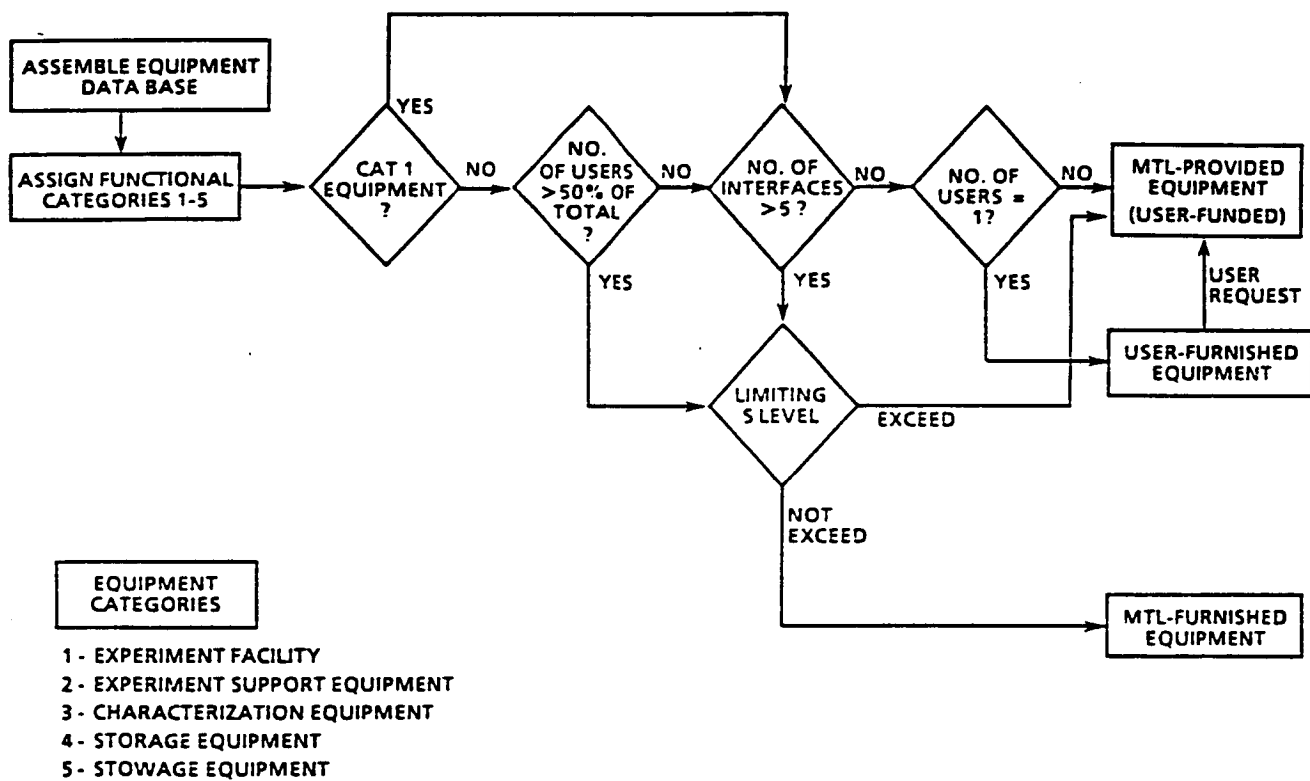 ASSEMBLE EQUIPMENT
DATA BASE
ASSIGN FUNCTIONAL
CATEGORIES 1-5
CAT 1
EQUIPMENT
?
YES
NO
NO.
OF USERS
>50% OF
TOTAL
?
NO
YES
NO. OF
INTERFACES
>5 ?
NO
YES
NO. OF
USERS =
1?
NO
YES
MTL-PROVIDED
EQUIPMENT
(USER-FUNDED)
USER
REQUEST
USER-FURNISHED
EQUIPMENT
LIMITING
S LEVEL
EXCEED
NOT
EXCEED
MTL-FURNISHED
EQUIPMENT
EQUIPMENT
CATEGORIES
1 - EXPERIMENT FACILITY
2 - EXPERIMENT SUPPORT EQUIPMENT
3 - CHARACTERIZATION EQUIPMENT
4 - STORAGE EQUIPMENT
5 - STOWAGE EQUIPMENT